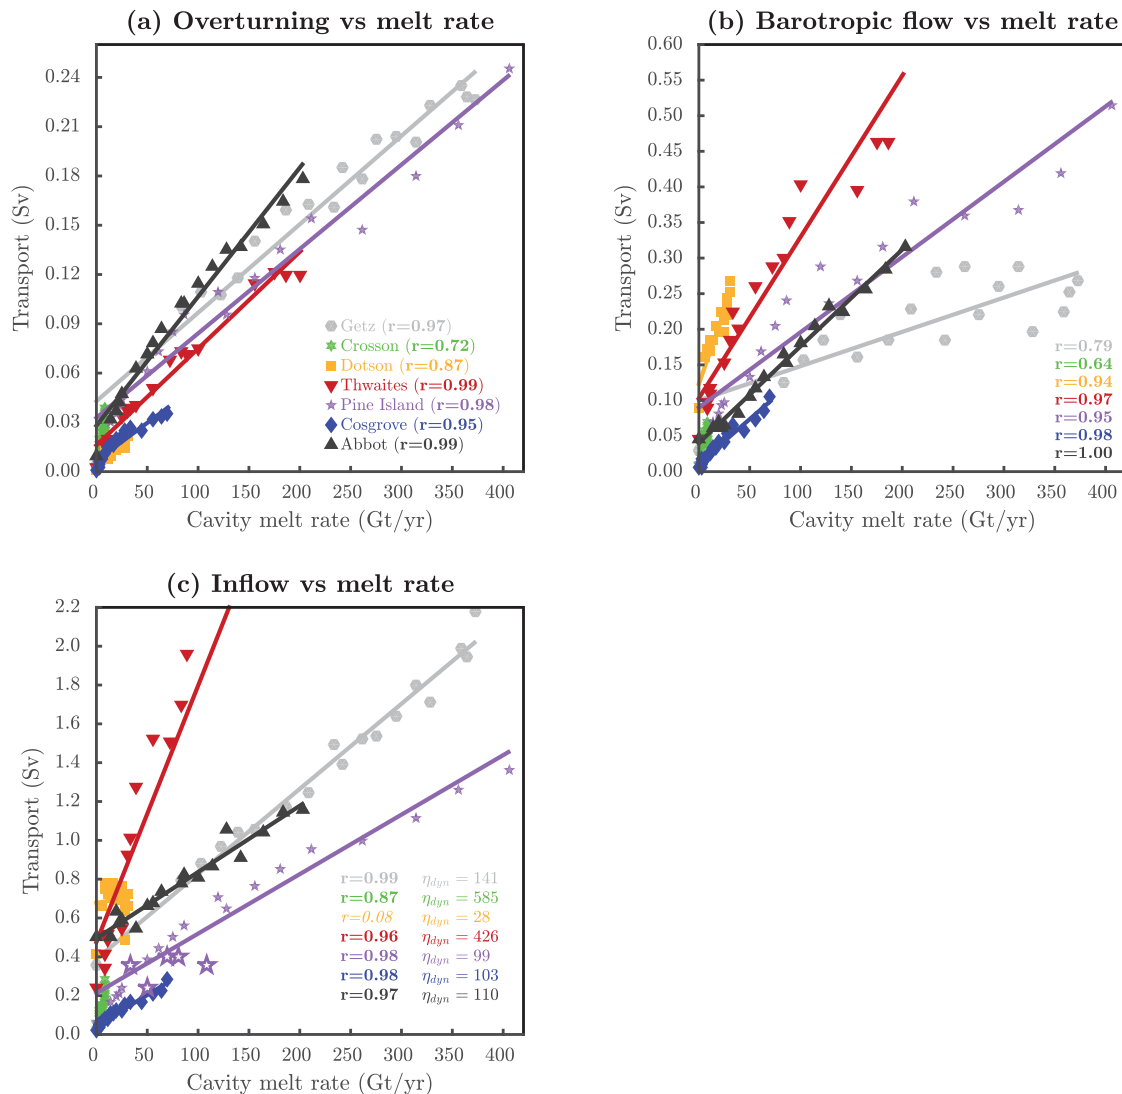 (a) Overturning vs melt rate
Transport (Sv)
0.24
0.21
0.18
0.15
0.12
0.09
0.06
0.03
0.00
0 50 100 150 200 250 300 350 400
Cavity melt rate (Gt/yr)
Getz (r=0.97)
Crosson (r=0.72)
Dotson (r=0.87)
Thwaites (r=0.99)
Pine Island (r=0.98)
Cosgrove (r=0.95)
Abbot (r=0.99)
(b) Barotropic flow vs melt rate
Transport (Sv)
0.60
0.55
0.50
0.45
0.40
0.35
0.30
0.25
0.20
0.15
0.10
0.05
0.00
0 50 100 150 200 250 300 350 400
Cavity melt rate (Gt/yr)
r=0.79
r=0.64
r=0.94
r=0.97
r=0.95
r=0.98
r=1.00
(c) Inflow vs melt rate
Transport (Sv)
2.2
2.0
1.8
1.6
1.4
1.2
1.0
0.8
0.6
0.4
0.2
0.0
0 50 100 150 200 250 300 350 400
Cavity melt rate (Gt/yr)
r=0.99 η_dyn = 141
r=0.87 η_dyn = 585
r=0.08 η_dyn = 28
r=0.96 η_dyn = 426
r=0.98 η_dyn = 99
r=0.98 η_dyn = 103
r=0.97 η_dyn = 110